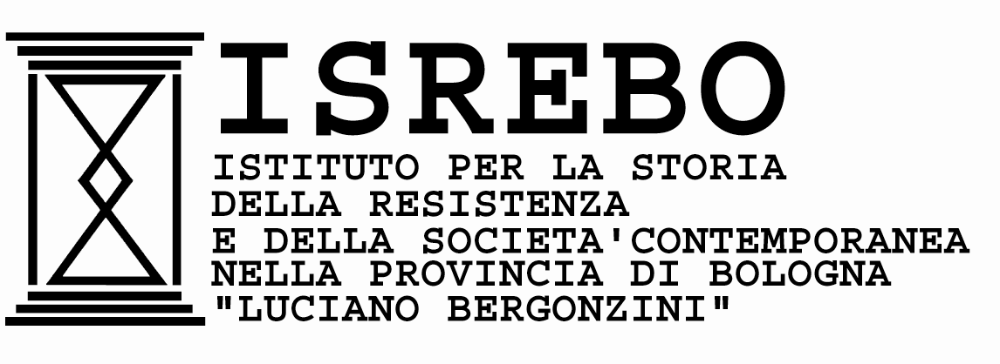 ISREBO
ISTITUTO PER LA STORIA
DELLA RESISTENZA
E DELLA SOCIETA'CONTEMPORANEA
NELLA PROVINCIA DI BOLOGNA
"LUCIANO BERGONZINI"